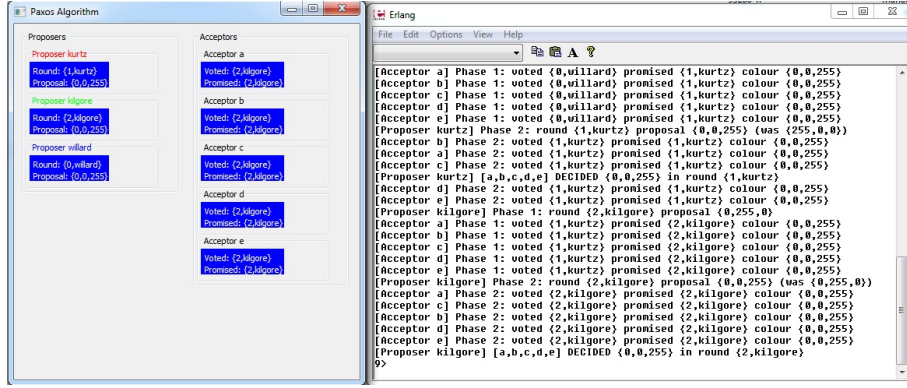 Paxos Algorithm
Proposers
Proposer kurtz
Round: {1,kurtz}
Proposal: {0,0,255}
Proposer kilgore
Round: {2,kilgore}
Proposal: {0,0,255}
Proposer willard
Round: {0,willard}
Proposal: {0,0,255}
Acceptors
Acceptor a
Voted: {2,kilgore}
Promised: {2,kilgore}
Acceptor b
Voted: {2,kilgore}
Promised: {2,kilgore}
Acceptor c
Voted: {2,kilgore}
Promised: {2,kilgore}
Acceptor d
Voted: {2,kilgore}
Promised: {2,kilgore}
Acceptor e
Voted: {2,kilgore}
Promised: {2,kilgore}
Erlang
File Edit Options View Help
[Acceptor a] Phase 1: voted {0,willard} promised {1,kurtz} colour {0,0,255}
[Acceptor b] Phase 1: voted {0,willard} promised {1,kurtz} colour {0,0,255}
[Acceptor c] Phase 1: voted {0,willard} promised {1,kurtz} colour {0,0,255}
[Acceptor d] Phase 1: voted {0,willard} promised {1,kurtz} colour {0,0,255}
[Acceptor e] Phase 1: voted {0,willard} promised {1,kurtz} colour {0,0,255}
[Proposer kurtz] Phase 2: round {1,kurtz} proposal {0,0,255} (was {255,0,0})
[Acceptor b] Phase 2: voted {1,kurtz} promised {1,kurtz} colour {0,0,255}
[Acceptor a] Phase 2: voted {1,kurtz} promised {1,kurtz} colour {0,0,255}
[Acceptor c] Phase 2: voted {1,kurtz} promised {1,kurtz} colour {0,0,255}
[Proposer kurtz] [a,b,c,d,e] DECIDED {0,0,255} in round {1,kurtz}
[Acceptor d] Phase 2: voted {1,kurtz} promised {1,kurtz} colour {0,0,255}
[Acceptor e] Phase 2: voted {1,kurtz} promised {1,kurtz} colour {0,0,255}
[Proposer kilgore] Phase 1: round {2,kilgore} proposal {0,255,0}
[Acceptor a] Phase 1: voted {1,kurtz} promised {2,kilgore} colour {0,0,255}
[Acceptor b] Phase 1: voted {1,kurtz} promised {2,kilgore} colour {0,0,255}
[Acceptor c] Phase 1: voted {1,kurtz} promised {2,kilgore} colour {0,0,255}
[Acceptor d] Phase 1: voted {1,kurtz} promised {2,kilgore} colour {0,0,255}
[Acceptor e] Phase 1: voted {1,kurtz} promised {2,kilgore} colour {0,0,255}
[Proposer kilgore] Phase 2: round {2,kilgore} proposal {0,0,255} (was {0,255,0})
[Acceptor a] Phase 2: voted {2,kilgore} promised {2,kilgore} colour {0,0,255}
[Acceptor c] Phase 2: voted {2,kilgore} promised {2,kilgore} colour {0,0,255}
[Acceptor b] Phase 2: voted {2,kilgore} promised {2,kilgore} colour {0,0,255}
[Acceptor d] Phase 2: voted {2,kilgore} promised {2,kilgore} colour {0,0,255}
[Acceptor e] Phase 2: voted {2,kilgore} promised {2,kilgore} colour {0,0,255}
[Proposer kilgore] [a,b,c,d,e] DECIDED {0,0,255} in round {2,kilgore}
9>